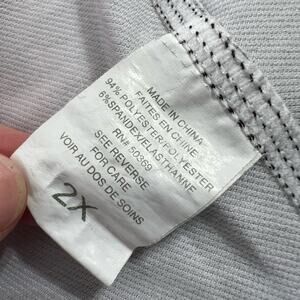 MADE IN CHINA
FAITES EN CHINE
94% POLYESTER/POLYESTER
6%SPANDEX/ELASTHANNE
RN# 50369
SEE REVERSE
FOR CARE
VOIR AU DOS DE SOINS
2X